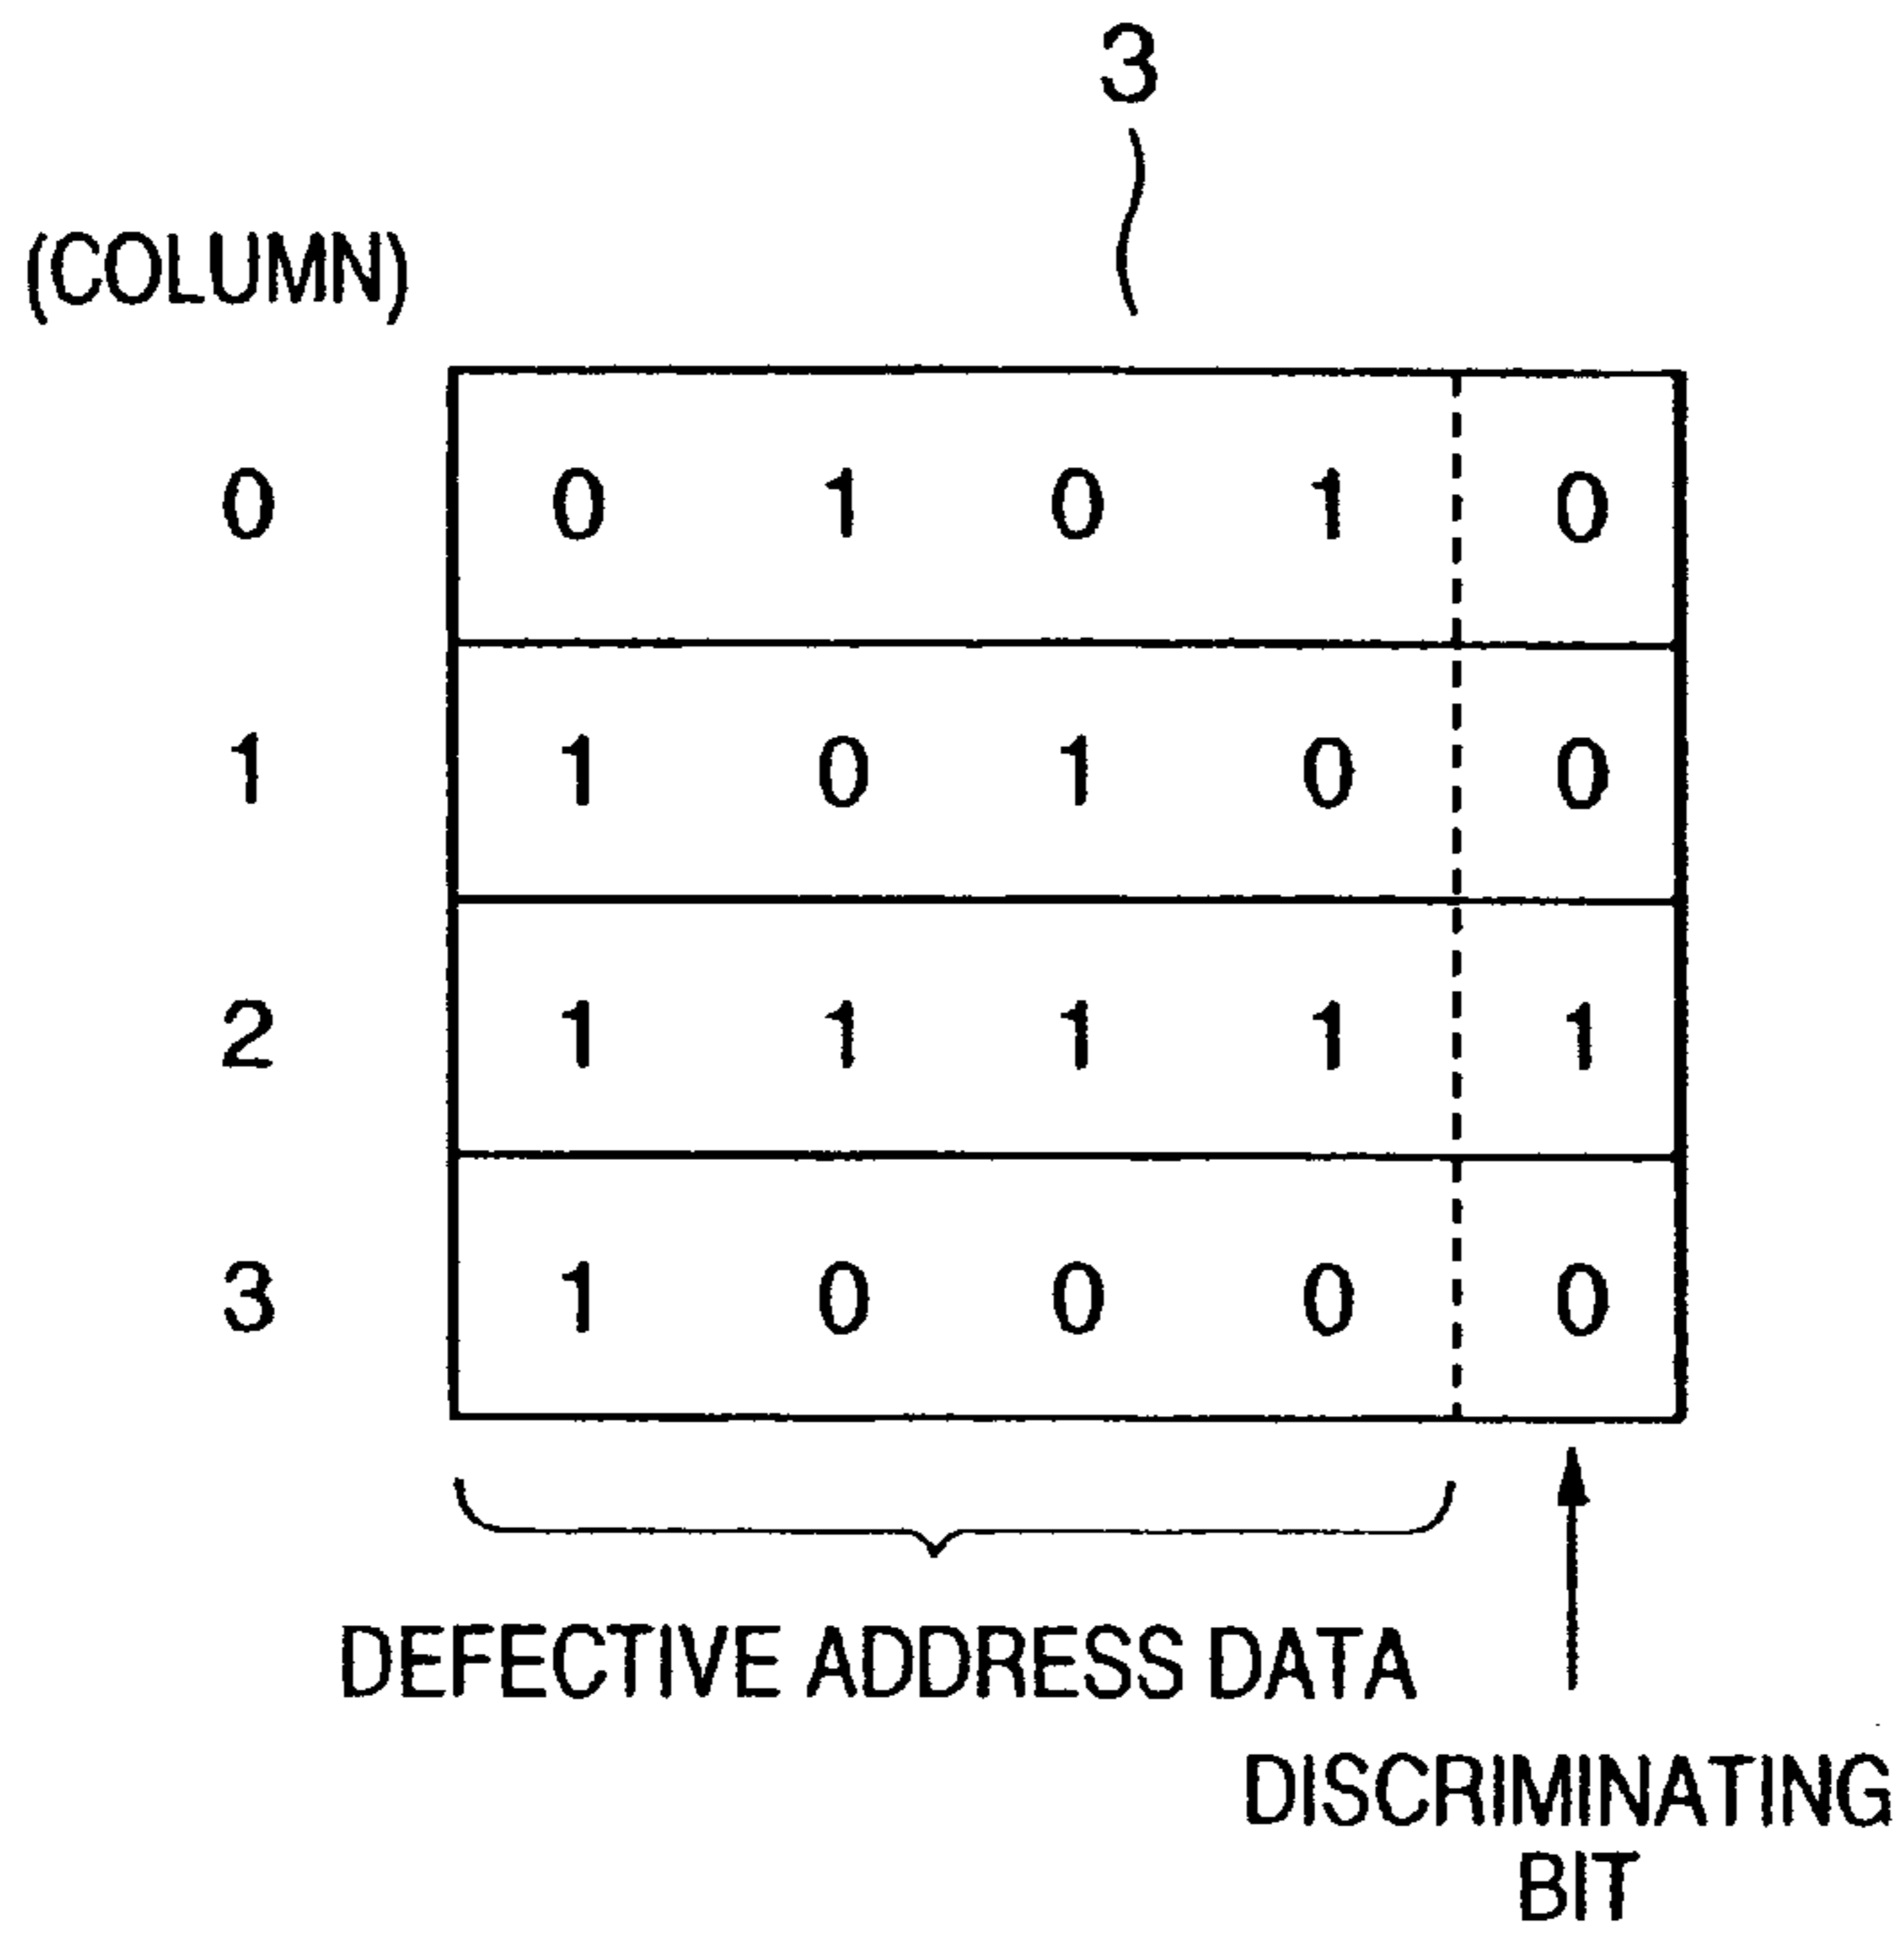 3
(COLUMN)
0 0 1 0 1 0
1 1 0 1 0 0
2 1 1 1 1 1
3 1 0 0 0 0
DEFECTIVE ADDRESS DATA
DISCRIMINATING
BIT